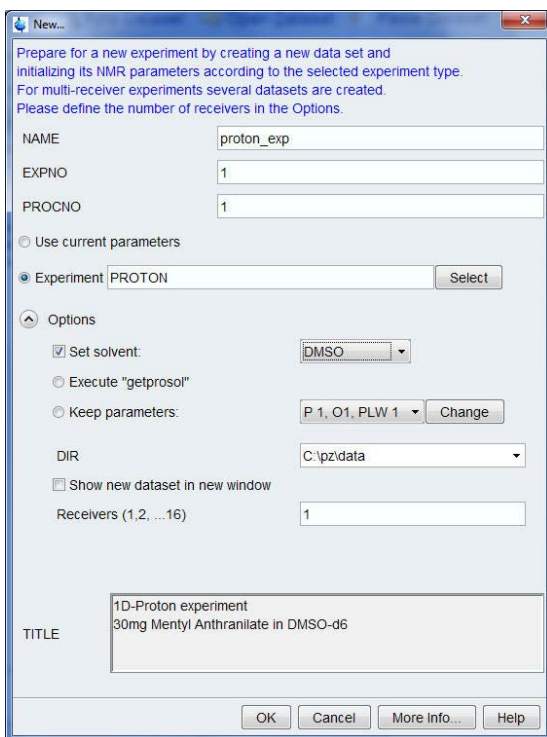 New...
Prepare for a new experiment by creating a new data set and
initializing its NMR parameters according to the selected experiment type.
For multi-receiver experiments several datasets are created.
Please define the number of receivers in the Options.
NAME proton_exp
EXPNO 1
PROCNO 1
Use current parameters
Experiment PROTON Select
Options
Set solvent: DMSO
Execute "getprosol"
Keep parameters: P 1, O1, PLW 1 Change
DIR C:\pz\data
Show new dataset in new window
Receivers (1,2, ...16) 1
TITLE
1D-Proton experiment
30mg Mentyl Anthranilate in DMSO-d6
OK Cancel More Info... Help